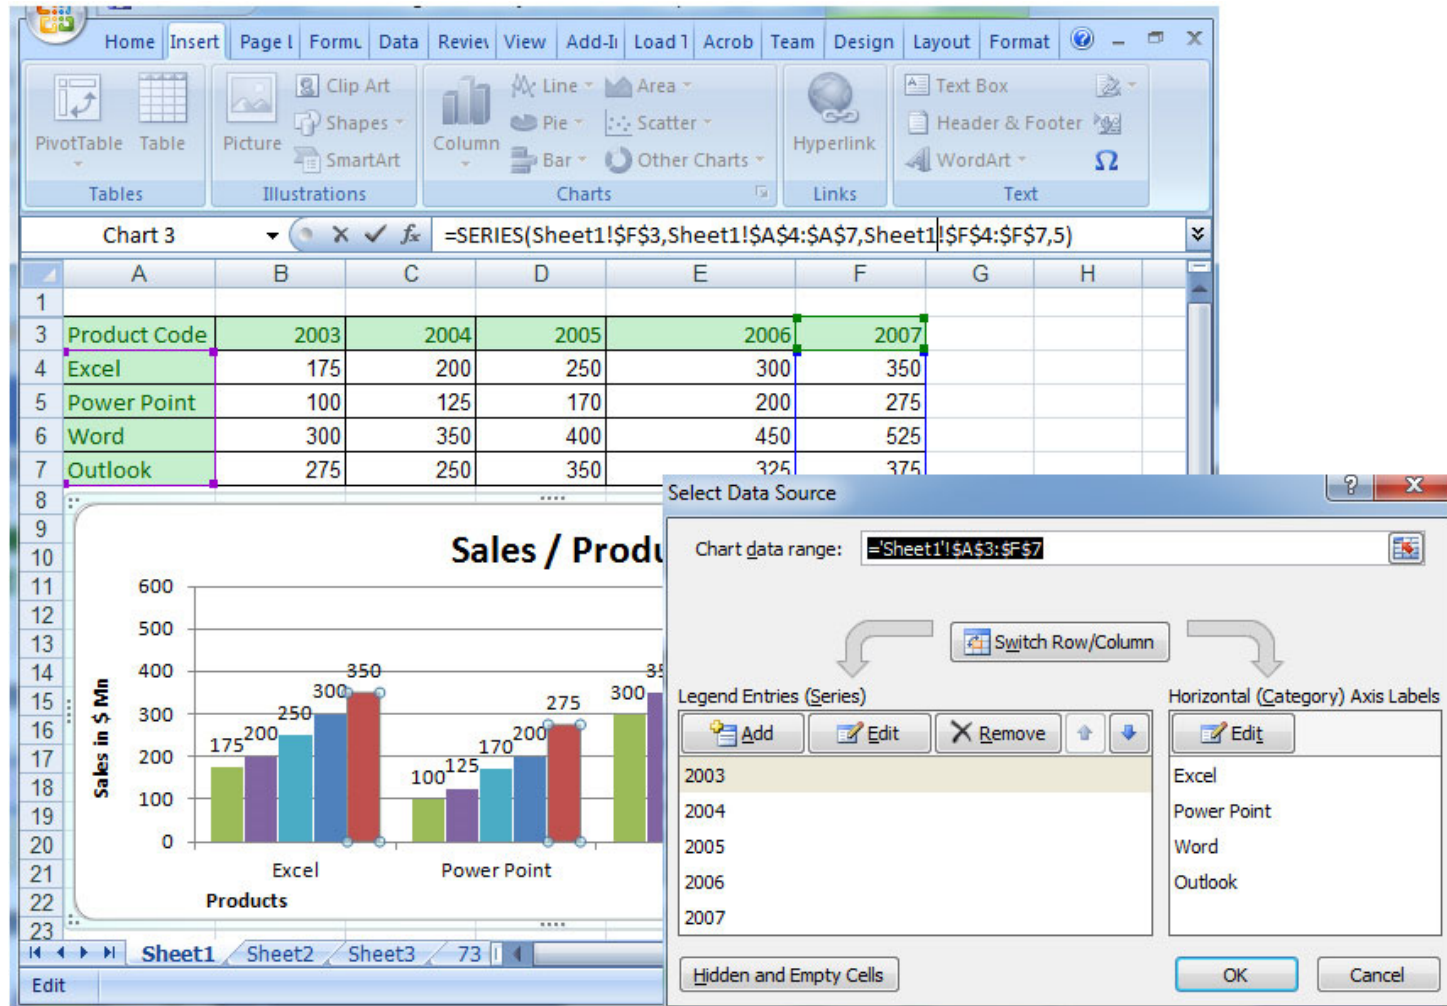 Home Insert Page l Formu Data Review View Add-In Load T Acrob Team Design Layout Format
Clip Art Line Area Text Box
Shapes Pie Scatter Header & Footer
PivotTable Table Picture SmartArt Column Bar Other Charts Hyperlink WordArt Ω
Tables Illustrations Charts Links Text
Chart 3 fx =SERIES(Sheet1!$F$3,Sheet1!$A$4:$A$7,Sheet1!$F$4:$F$7,5)
A B C D E F G H
1
3 Product Code 2003 2004 2005 2006 2007
4 Excel 175 200 250 300 350
5 Power Point 100 125 170 200 275
6 Word 300 350 400 450 525
7 Outlook 275 250 350 325 375
8
9
10
11
12
13
14
15
16
17
18
19
20
21
22
23
Sales / Produ
600
500
400
300
200
100
0
Sales in $ Mn
175 200 250 300 350
100 125 170 200 275
300
Excel Power Point
Products
Sheet1 Sheet2 Sheet3 73
Edit
Select Data Source ? X
Chart data range: ='Sheet1'!$A$3:$F$7
Switch Row/Column
Legend Entries (Series)
Add Edit Remove
2003
2004
2005
2006
2007
Horizontal (Category) Axis Labels
Edit
Excel
Power Point
Word
Outlook
Hidden and Empty Cells OK Cancel